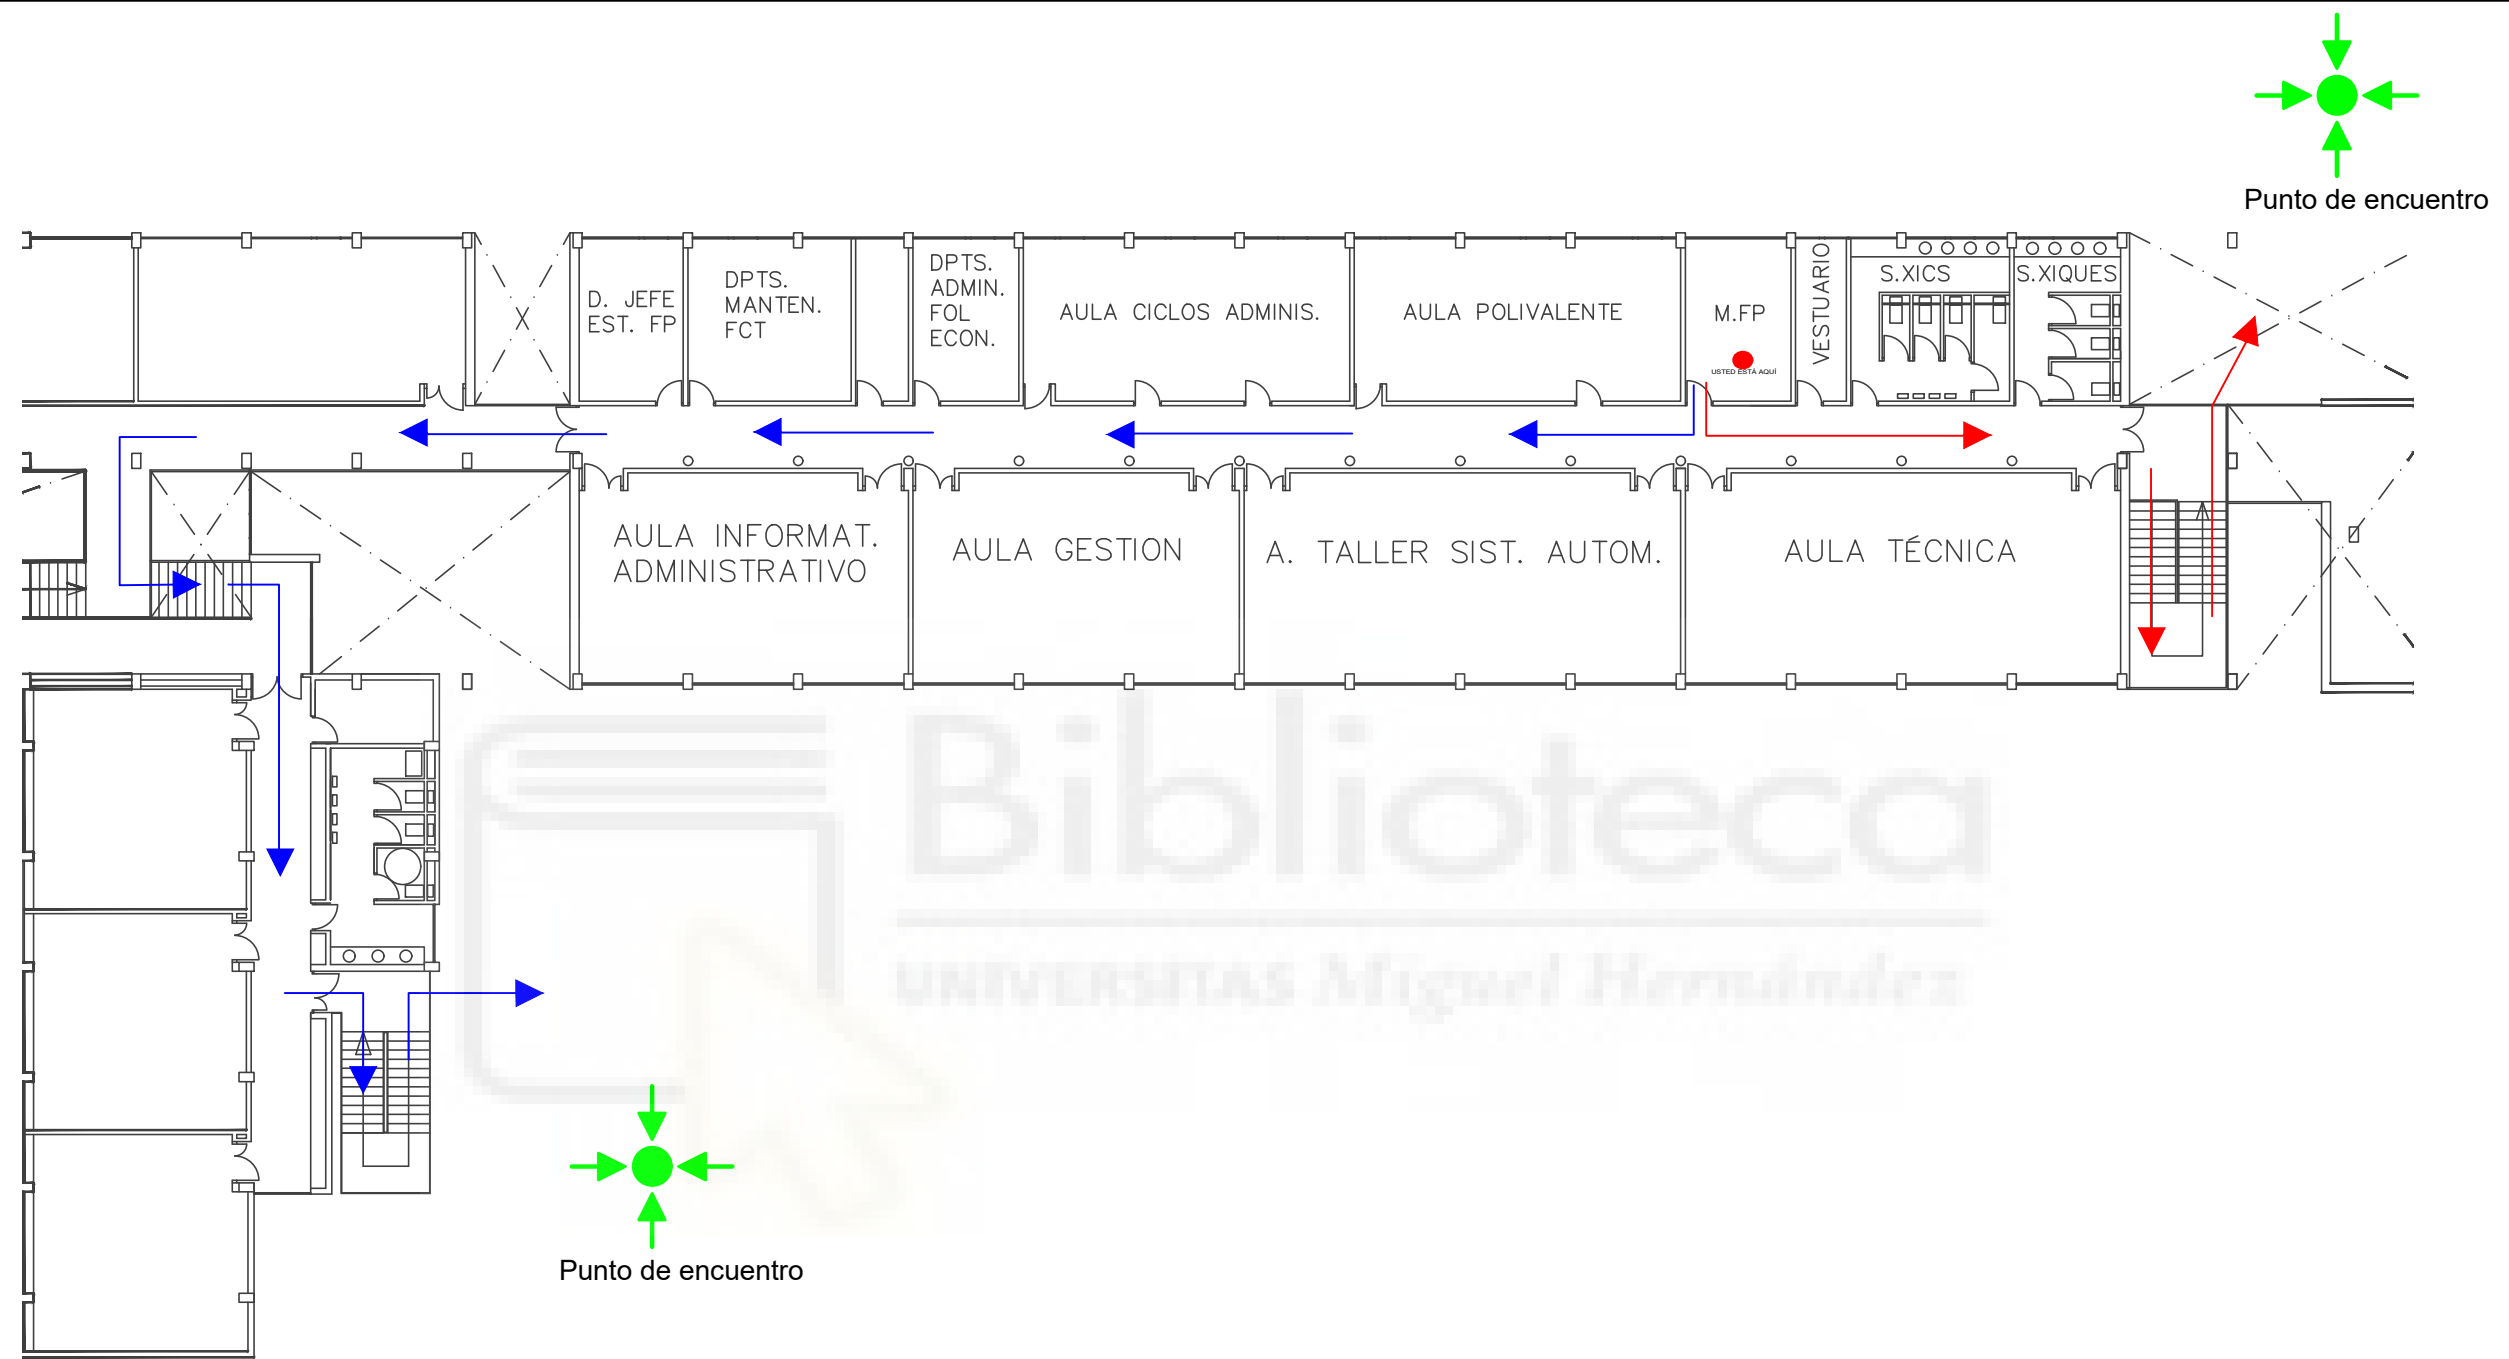 Punto de encuentro
D. JEFE
EST. FP
DPTS.
MANTEN.
FCT
DPTS.
ADMIN.
FOL
ECON.
AULA CICLOS ADMINIS.
AULA POLIVALENTE
M.FP
USTED ESTÁ AQUÍ
VESTUARIO
S.XICS
S.XIQUES
AULA INFORMAT.
ADMINISTRATIVO
AULA GESTION
A. TALLER SIST. AUTOM.
AULA TÉCNICA
Biblioteca
UNIVERSITAS Miguel Hernández
Punto de encuentro